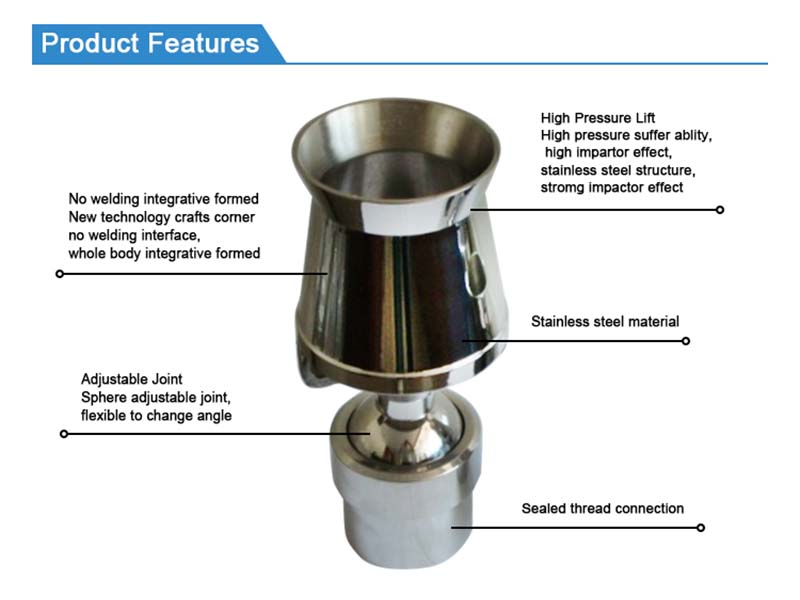 Product Features
High Pressure Lift
High pressure suffer ablity,
high impartor effect,
stainless steel structure,
stromg impactor effect
No welding integrative formed
New technology crafts corner
no welding interface,
whole body integrative formed
Stainless steel material
Adjustable Joint
Sphere adjustable joint,
flexible to change angle
Sealed thread connection